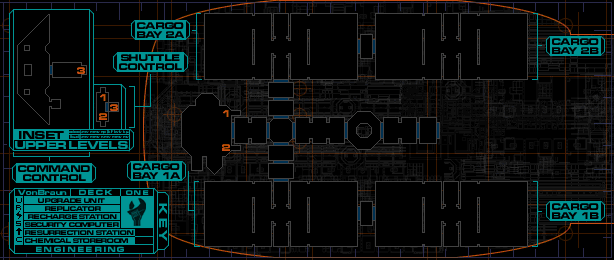 CARGO
BAY 2A
CARGO
BAY 2B
SHUTTLE
CONTROL
3
1
3
2
INSET
UPPER LEVELS
1
2
COMMAND
CONTROL
CARGO
BAY 1A
CARGO
BAY 1B
VonBraun DECK ONE
U UPGRADE UNIT
R REPLICATOR
RECHARGE STATION
S SECURITY COMPUTER
RESURRECTION STATION
C CHEMICAL STOREROOM
ENGINEERING
KEY